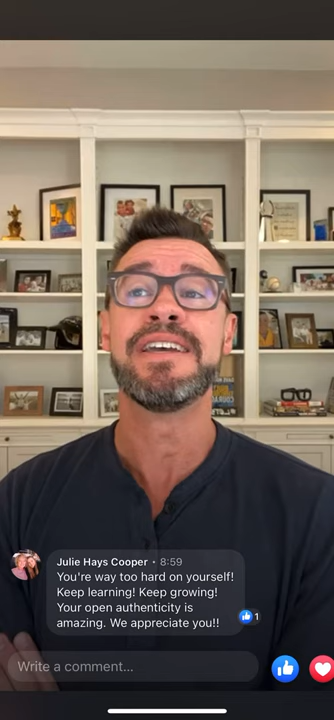 Julie Hays Cooper • 8:59
You're way too hard on yourself!
Keep learning! Keep growing!
Your open authenticity is
amazing. We appreciate you!!
1
Write a comment...